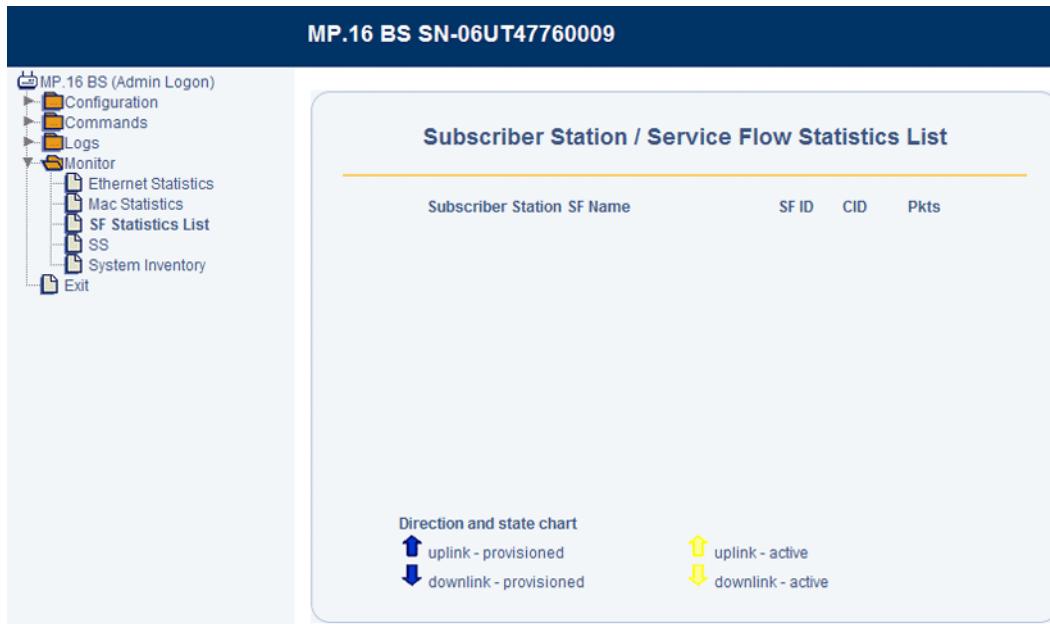 MP.16 BS SN-06UT47760009
MP.16 BS (Admin Logon)
Configuration
Commands
Logs
Monitor
Ethernet Statistics
Mac Statistics
SF Statistics List
SS
System Inventory
Exit
Subscriber Station / Service Flow Statistics List
Subscriber Station SF Name SF ID CID Pkts
Direction and state chart
uplink - provisioned uplink - active
downlink - provisioned downlink - active